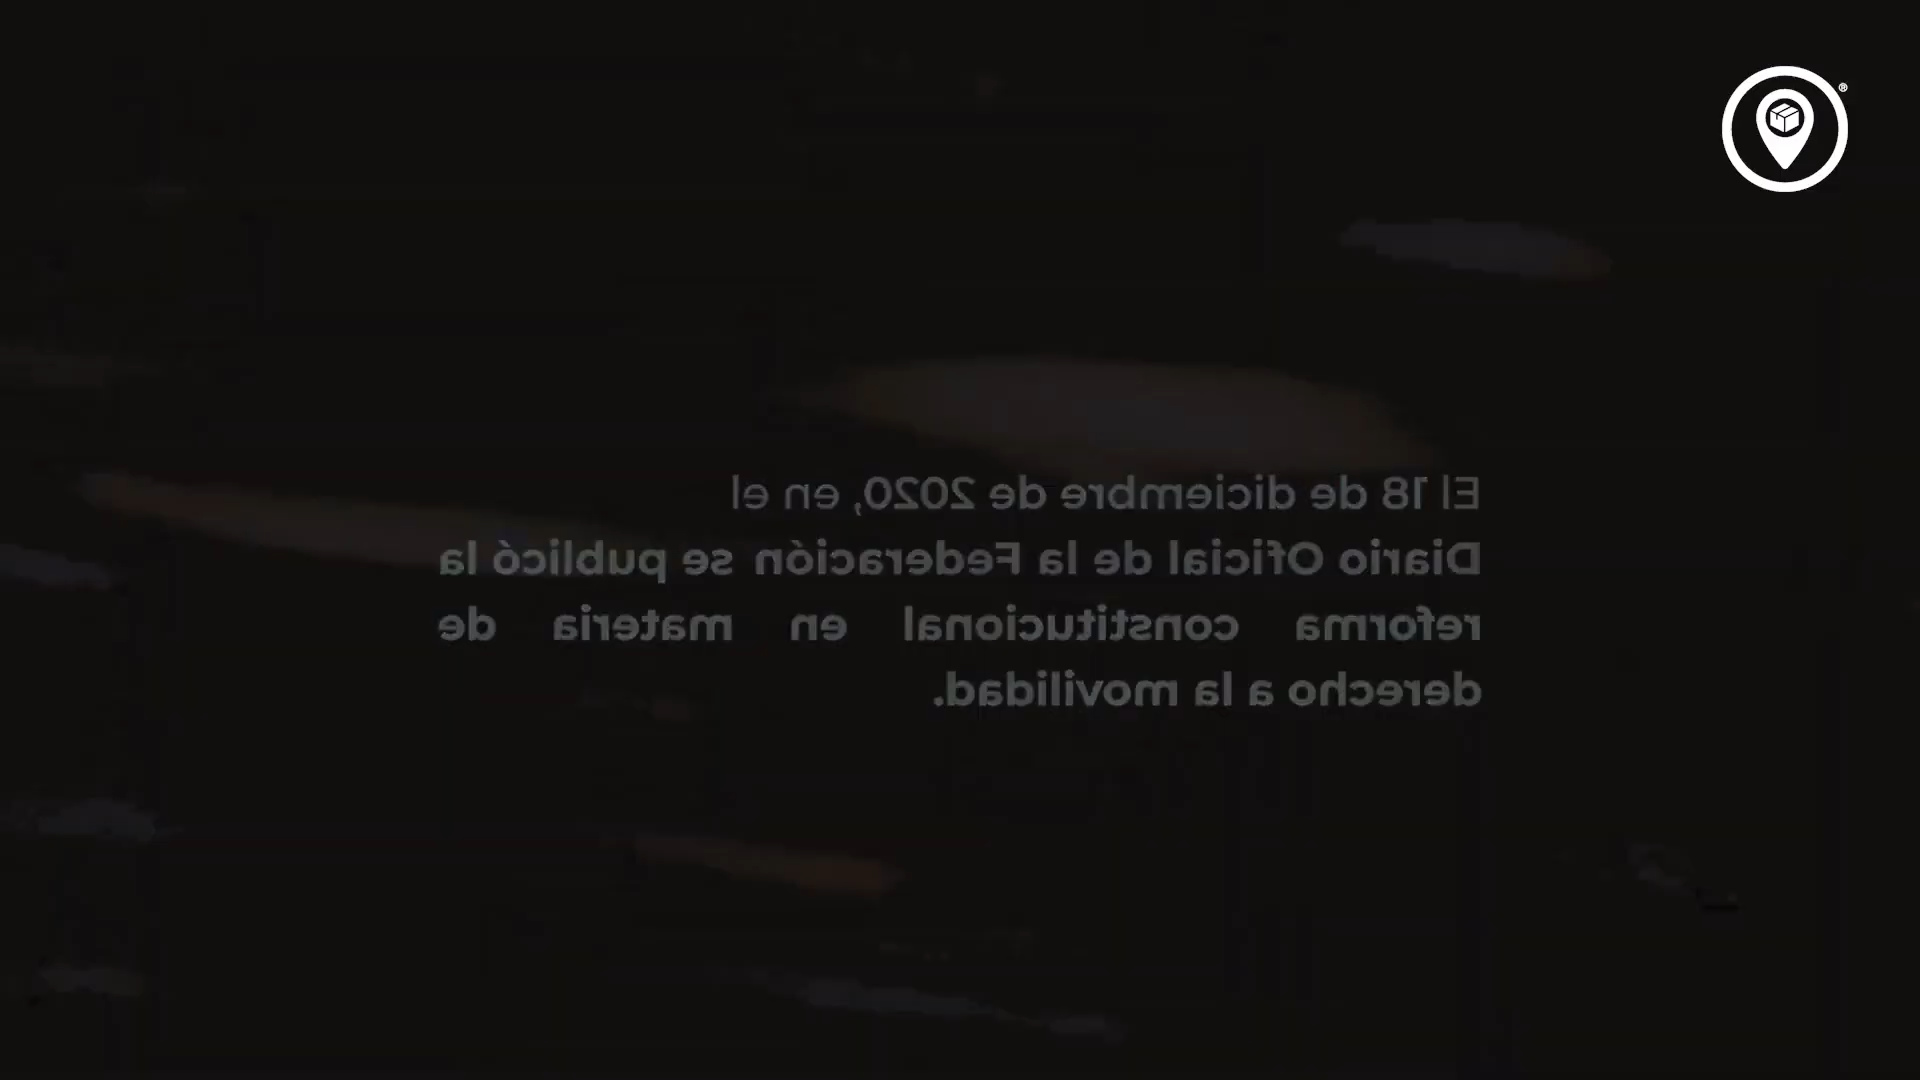 El 18 de diciembre de 2020, en el
Diario Oficial de la Federación se publicó la
reforma constitucional en materia de
derecho a la movilidad.